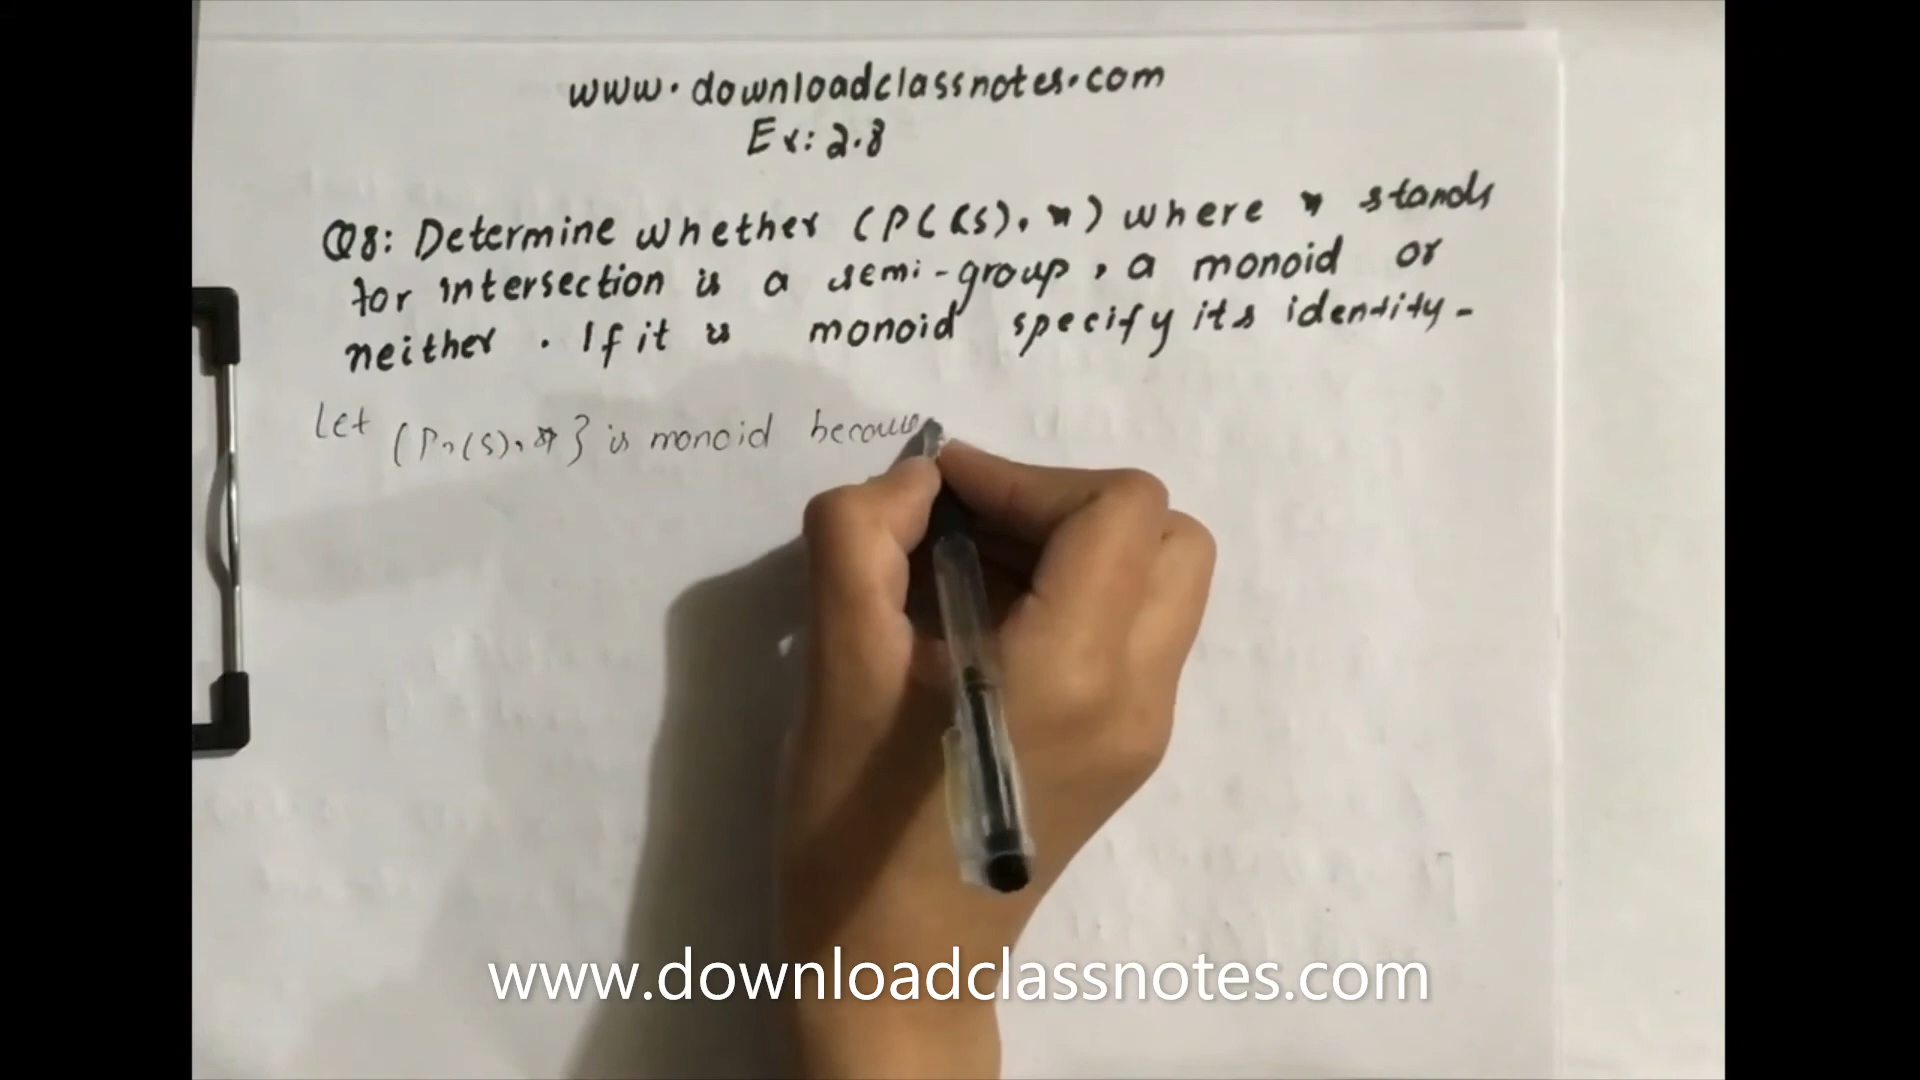 www.downloadclassnotes.com
Ex: 2.8
Q8: Determine whether (P((S), *) where * stands
for intersection is a semi-group, a monoid or
neither. If it is monoid specify its identity-
Let (P,(S), *} is monoid because
www.downloadclassnotes.com